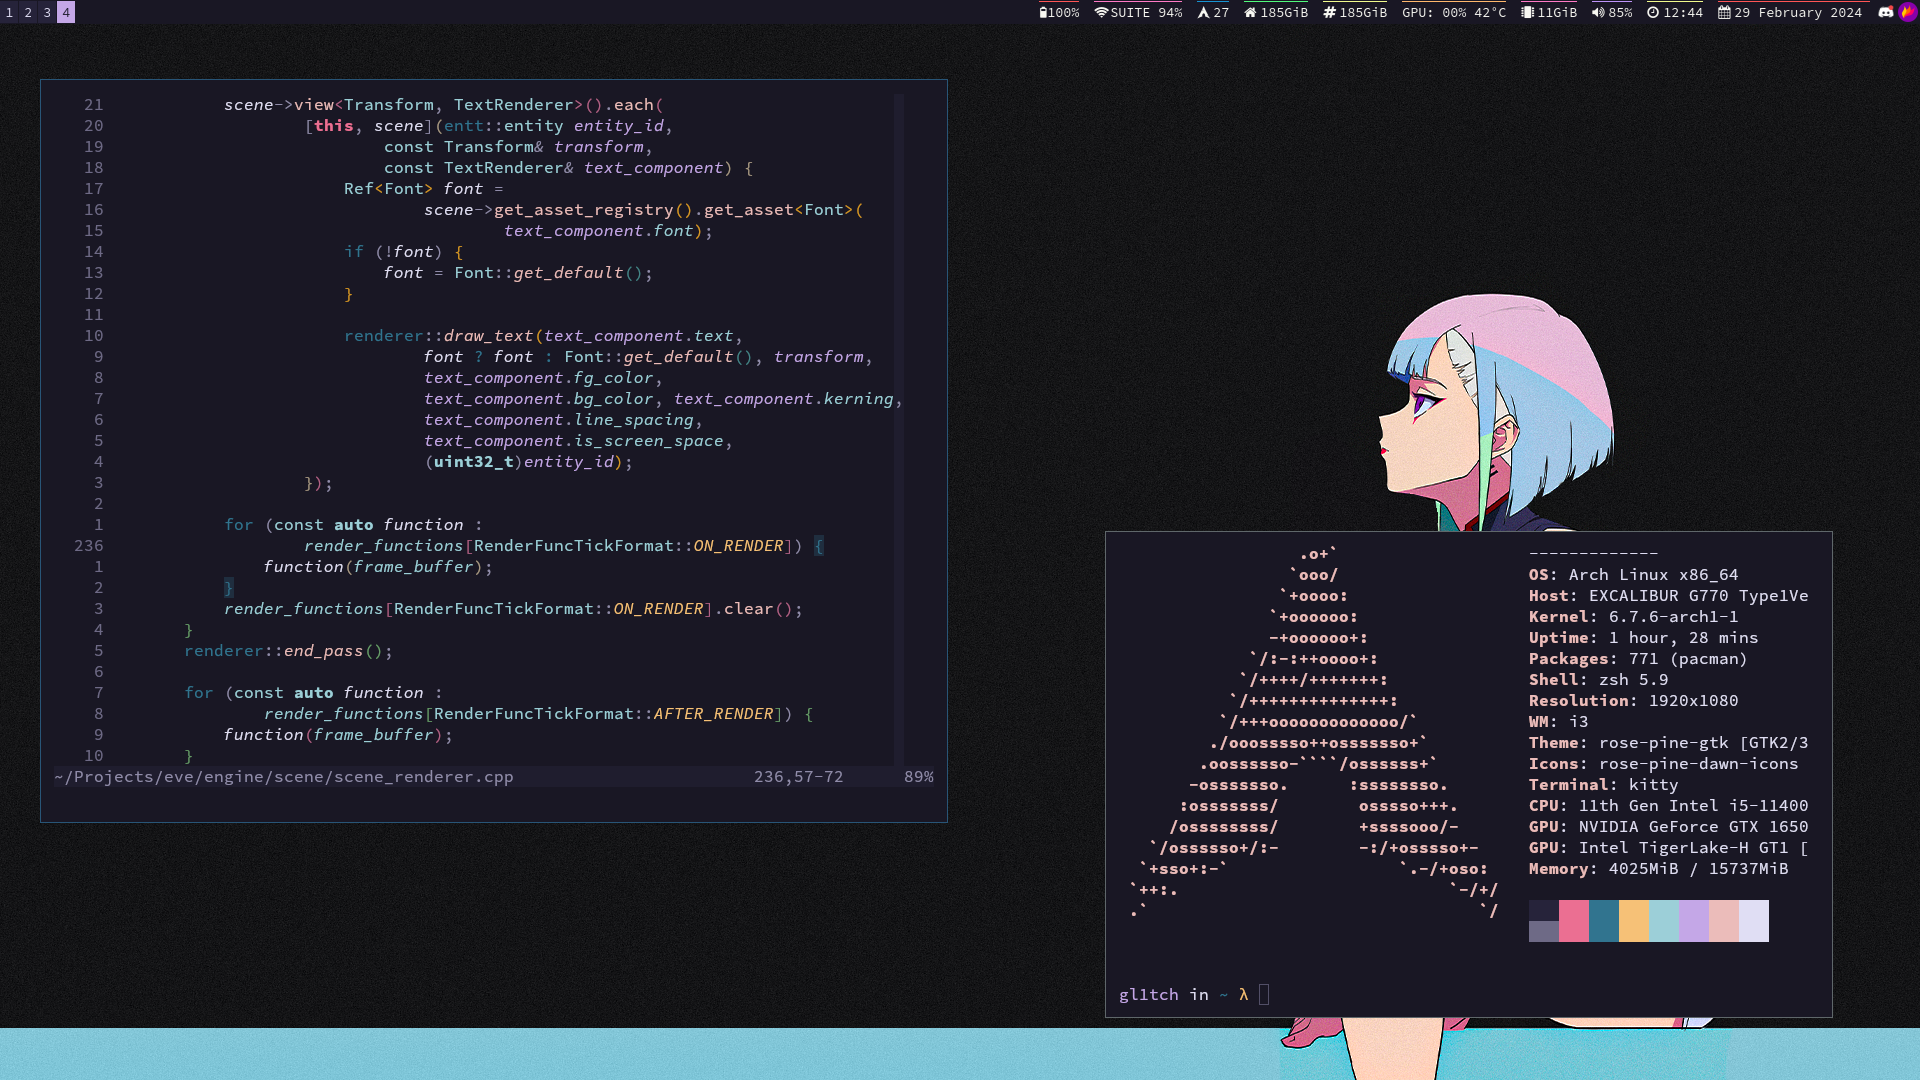 1 2 3 4 100% SUITE 94% 27 185GiB 185GiB GPU: 00% 42°C 11GiB 85% 12:44 29 February 2024
21 scene->view<Transform, TextRenderer>().each(
20 [this, scene](entt::entity entity_id,
19 const Transform& transform,
18 const TextRenderer& text_component) {
17 Ref<Font> font =
16 scene->get_asset_registry().get_asset<Font>(
15 text_component.font);
14 if (!font) {
13 font = Font::get_default();
12 }
11
10 renderer::draw_text(text_component.text,
9 font ? font : Font::get_default(), transform,
8 text_component.fg_color,
7 text_component.bg_color, text_component.kerning,
6 text_component.line_spacing,
5 text_component.is_screen_space,
4 (uint32_t)entity_id);
3 });
2
1 for (const auto function :
236 render_functions[RenderFuncTickFormat::ON_RENDER]) {
1 function(frame_buffer);
2 }
3 render_functions[RenderFuncTickFormat::ON_RENDER].clear();
4 }
5 renderer::end_pass();
6
7 for (const auto function :
8 render_functions[RenderFuncTickFormat::AFTER_RENDER]) {
9 function(frame_buffer);
10 }
~/Projects/eve/engine/scene/scene_renderer.cpp 236,57-72 89%
.o+`
`ooo/
`+oooo:
`+oooooo:
-+oooooo+:
`/:-:++oooo+:
`/++++/+++++++:
`/++++++++++++++:
`/+++ooooooooooooo/`
./ooosssso++osssssso+`
.oossssso-````/ossssss+`
-osssssso. :ssssssso.
:osssssss/ osssso+++.
/ossssssss/ +ssssooo/-
`/ossssso+/:- -:/+osssso+-
`+sso+:-` `.-/+oso:
`++:. `-/+/
.` `/
-------------
OS: Arch Linux x86_64
Host: EXCALIBUR G770 Type1Ve
Kernel: 6.7.6-arch1-1
Uptime: 1 hour, 28 mins
Packages: 771 (pacman)
Shell: zsh 5.9
Resolution: 1920x1080
WM: i3
Theme: rose-pine-gtk [GTK2/3
Icons: rose-pine-dawn-icons
Terminal: kitty
CPU: 11th Gen Intel i5-11400
GPU: NVIDIA GeForce GTX 1650
GPU: Intel TigerLake-H GT1 [
Memory: 4025MiB / 15737MiB
gl1tch in ~ λ